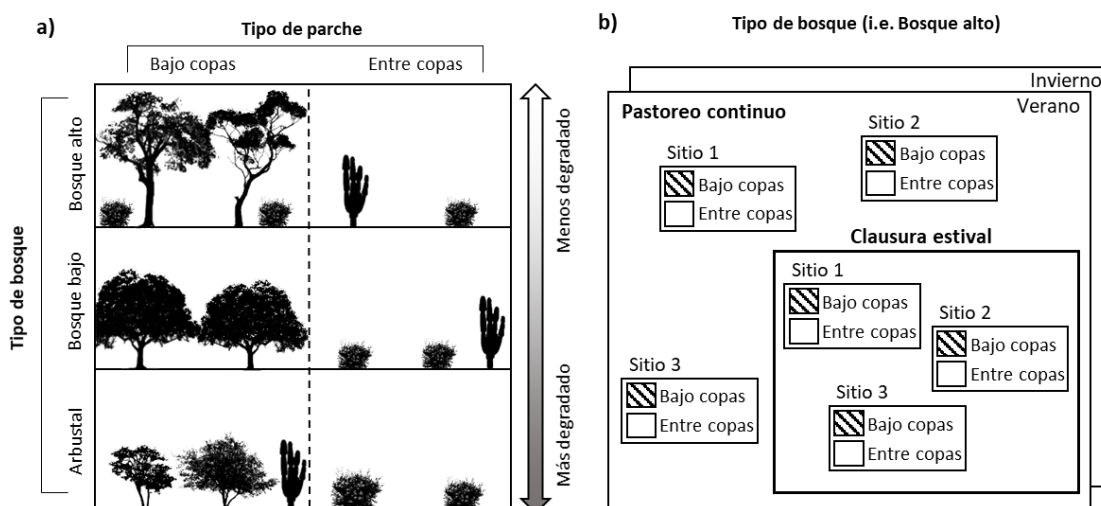 a)
Tipo de parche
Bajo copas
Entre copas
Tipo de bosque
Bosque alto
Bosque bajo
Arbustal
Menos degradado
Más degradado
b)
Tipo de bosque (i.e. Bosque alto)
Invierno
Verano
Pastoreo continuo
Sitio 1
Bajo copas
Entre copas
Sitio 2
Bajo copas
Entre copas
Sitio 3
Bajo copas
Entre copas
Clausura estival
Sitio 1
Bajo copas
Entre copas
Sitio 2
Bajo copas
Entre copas
Sitio 3
Bajo copas
Entre copas